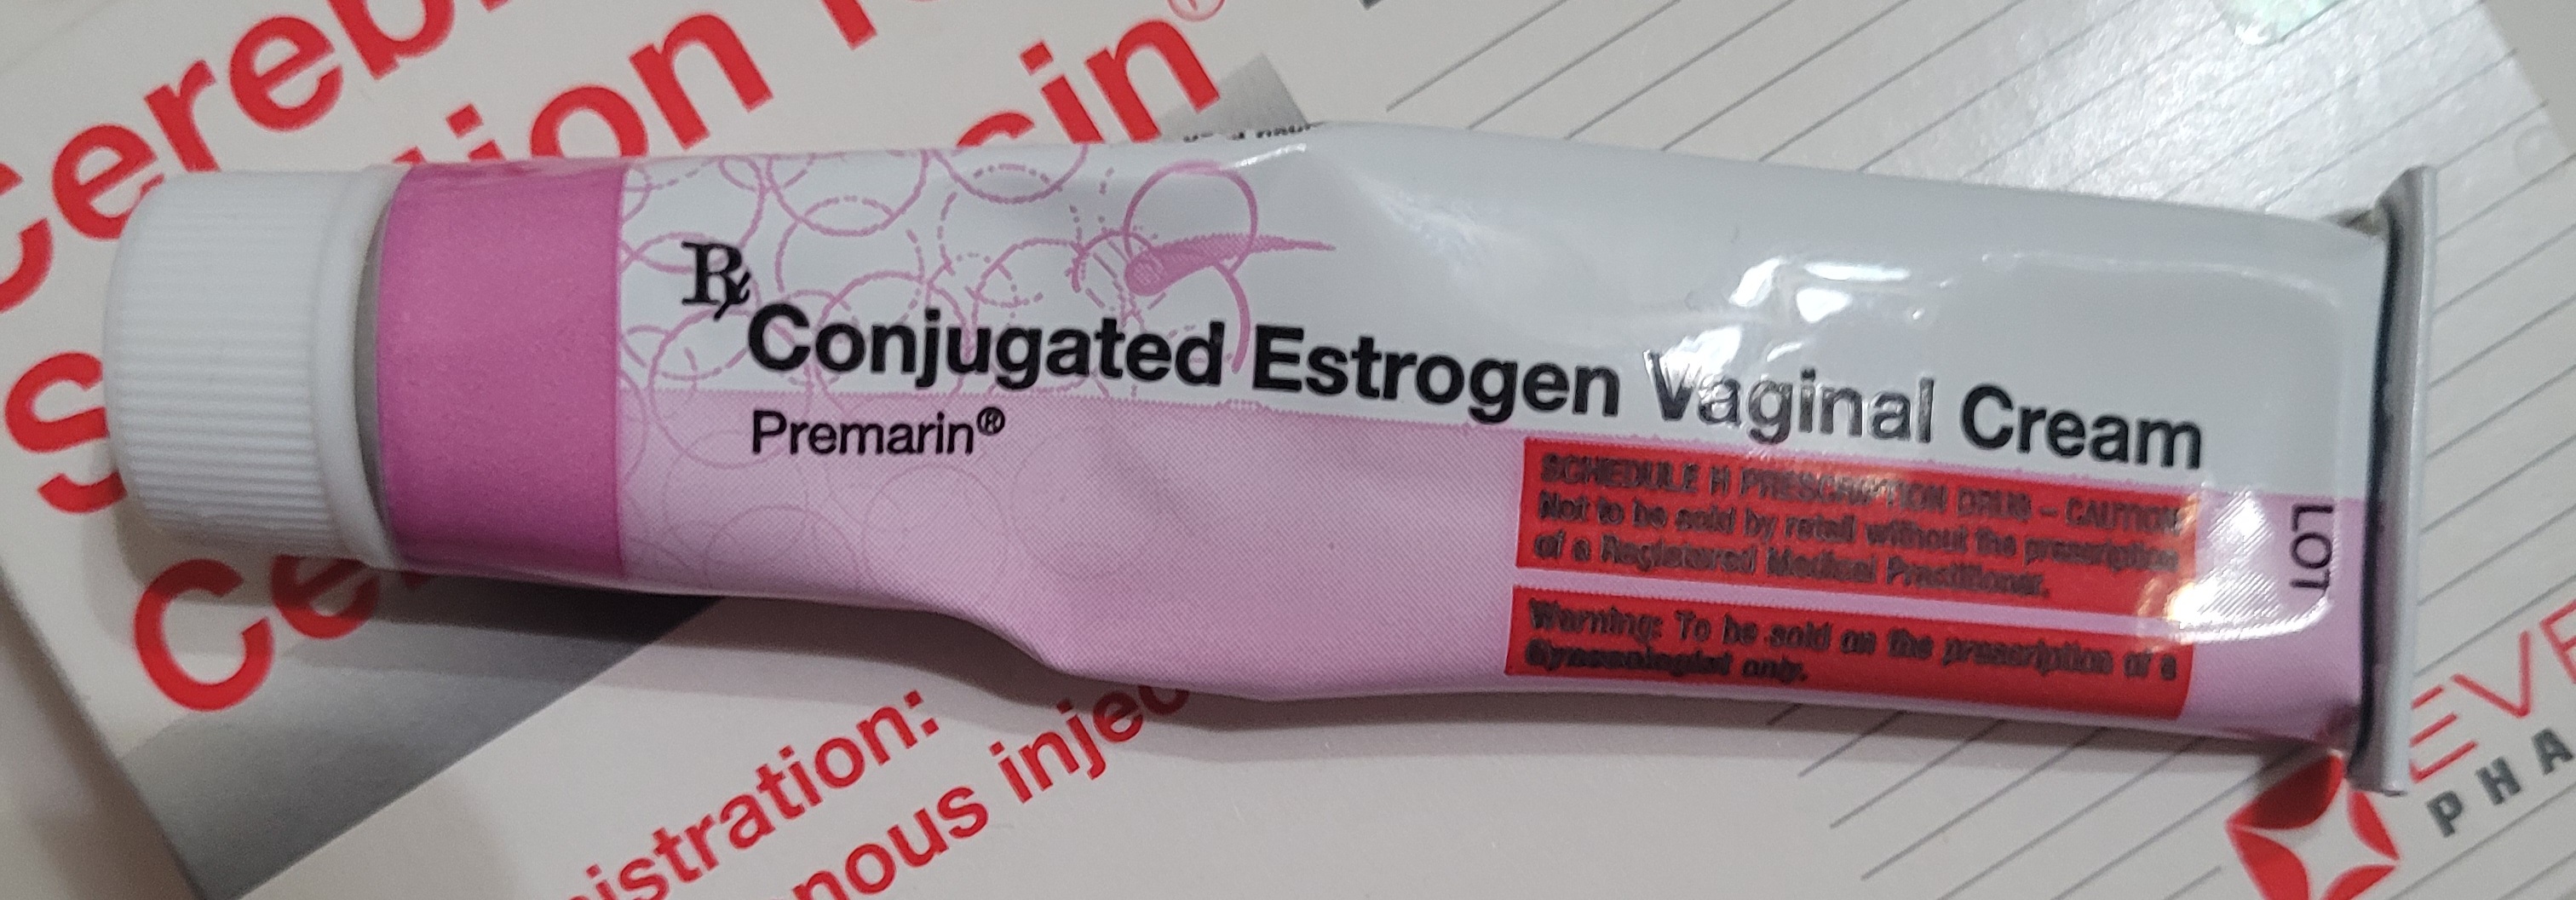 Cereb
tion
cin®
Rx
Conjugated Estrogen Vaginal Cream
Premarin®
SCHEDULE H PRESCRIPTION DRUG – CAUTION
Not to be sold by retail without the prescription
of a Registered Medical Practitioner.
Warning: To be sold on the prescription of a
Gynecologist only.
LOT
S
Ce
istration:
nous injec
EVE
PHA